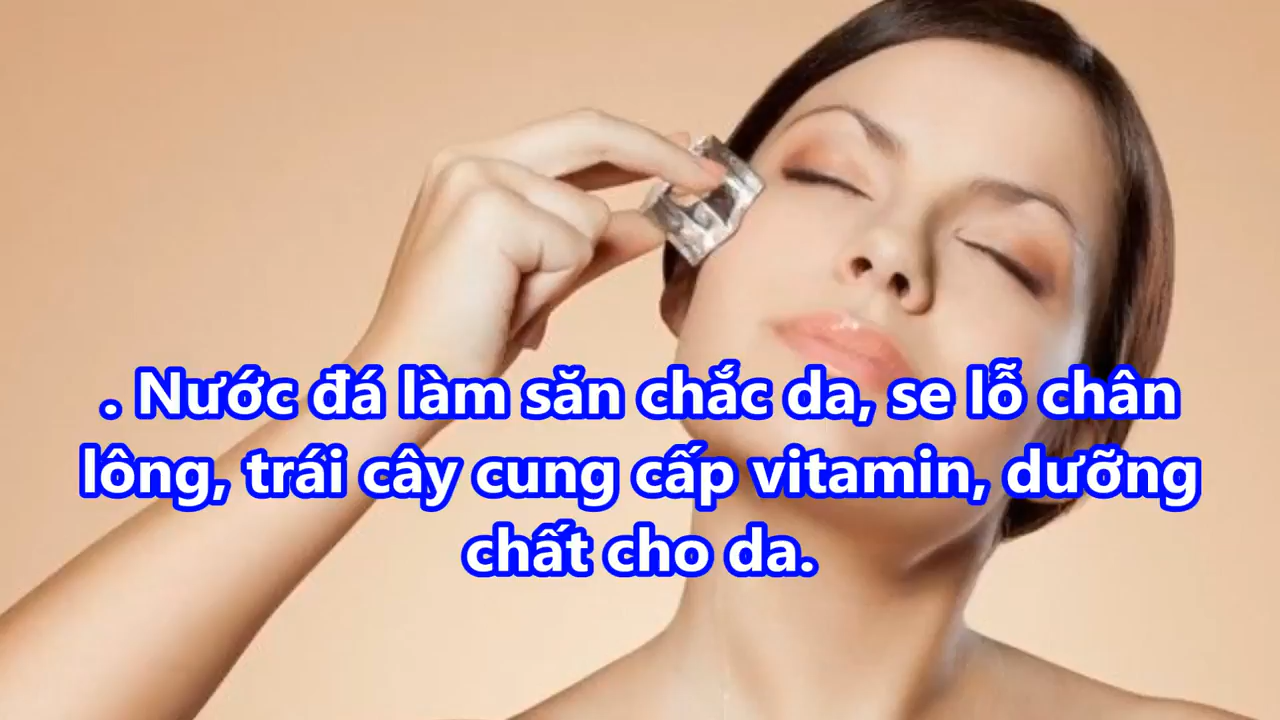 . Nước đá làm săn chắc da, se lỗ chân
lông, trái cây cung cấp vitamin, dưỡng
chất cho da.